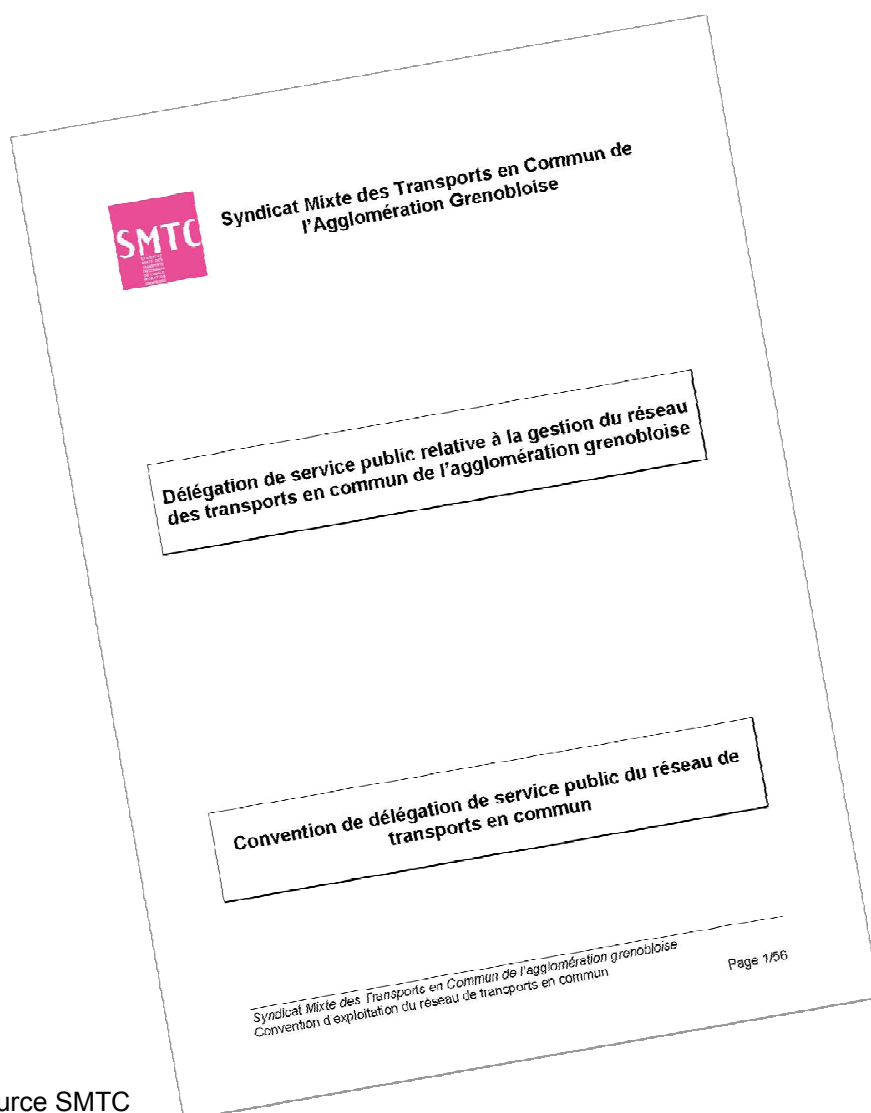 SMTC
Syndicat Mixte des Transports en Commun de
l'Agglomération Grenobloise
Délégation de service public relative à la gestion du réseau
des transports en commun de l'agglomération grenobloise
Convention de délégation de service public du réseau de
transports en commun
Syndicat Mixte des Transports en Commun de l'agglomération grenobloise
Convention d'exploitation du réseau de transports en commun
Page 1/56
urce SMTC